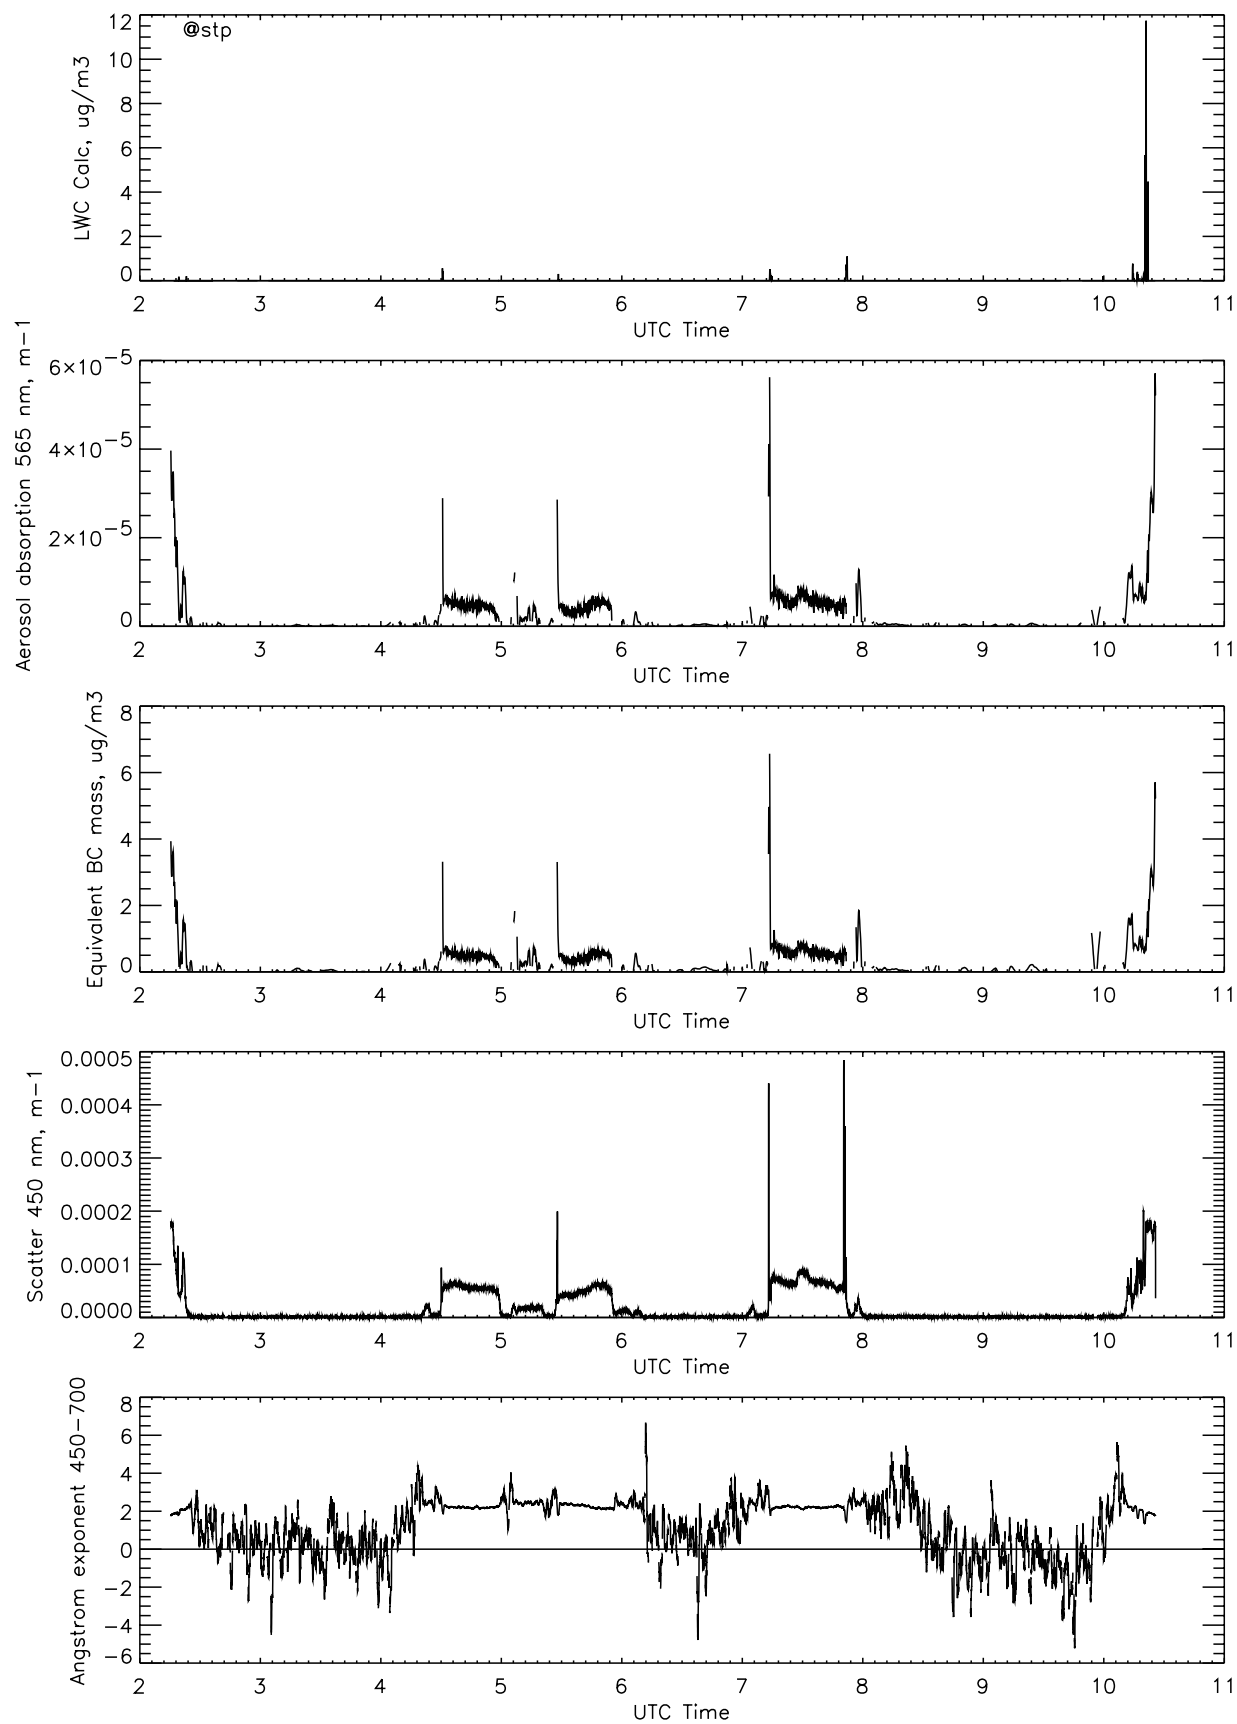 @stp
LWC Calc, ug/m3
12
10
8
6
4
2
0
2 3 4 5 6 7 8 9 10 11
UTC Time
Aerosol absorption 565 nm, m−1
6×10−5
4×10−5
2×10−5
0
2 3 4 5 6 7 8 9 10 11
UTC Time
Equivalent BC mass, ug/m3
8
6
4
2
0
2 3 4 5 6 7 8 9 10 11
UTC Time
Scatter 450 nm, m−1
0.0005
0.0004
0.0003
0.0002
0.0001
0.0000
2 3 4 5 6 7 8 9 10 11
UTC Time
Angstrom exponent 450−700
8
6
4
2
0
−2
−4
−6
2 3 4 5 6 7 8 9 10 11
UTC Time